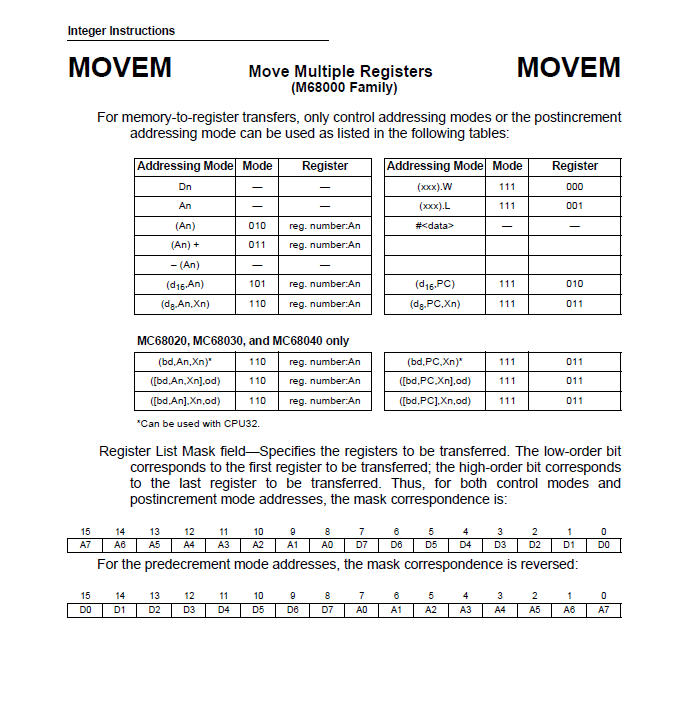 Integer Instructions
MOVEM Move Multiple Registers MOVEM
(M68000 Family)
For memory-to-register transfers, only control addressing modes or the postincrement
addressing mode can be used as listed in the following tables:
Addressing Mode Mode Register Addressing Mode Mode Register
Dn — — (xxx).W 111 000
An — — (xxx).L 111 001
(An) 010 reg. number:An #<data> — —
(An) + 011 reg. number:An
– (An) — —
(d16,An) 101 reg. number:An (d16,PC) 111 010
(d8,An,Xn) 110 reg. number:An (d8,PC,Xn) 111 011
MC68020, MC68030, and MC68040 only
(bd,An,Xn)* 110 reg. number:An (bd,PC,Xn)* 111 011
([bd,An,Xn],od) 110 reg. number:An ([bd,PC,Xn],od) 111 011
([bd,An],Xn,od) 110 reg. number:An ([bd,PC],Xn,od) 111 011
*Can be used with CPU32.
Register List Mask field—Specifies the registers to be transferred. The low-order bit
corresponds to the first register to be transferred; the high-order bit corresponds
to the last register to be transferred. Thus, for both control modes and
postincrement mode addresses, the mask correspondence is:
15 14 13 12 11 10 9 8 7 6 5 4 3 2 1 0
A7 A6 A5 A4 A3 A2 A1 A0 D7 D6 D5 D4 D3 D2 D1 D0
For the predecrement mode addresses, the mask correspondence is reversed:
15 14 13 12 11 10 9 8 7 6 5 4 3 2 1 0
D0 D1 D2 D3 D4 D5 D6 D7 A0 A1 A2 A3 A4 A5 A6 A7